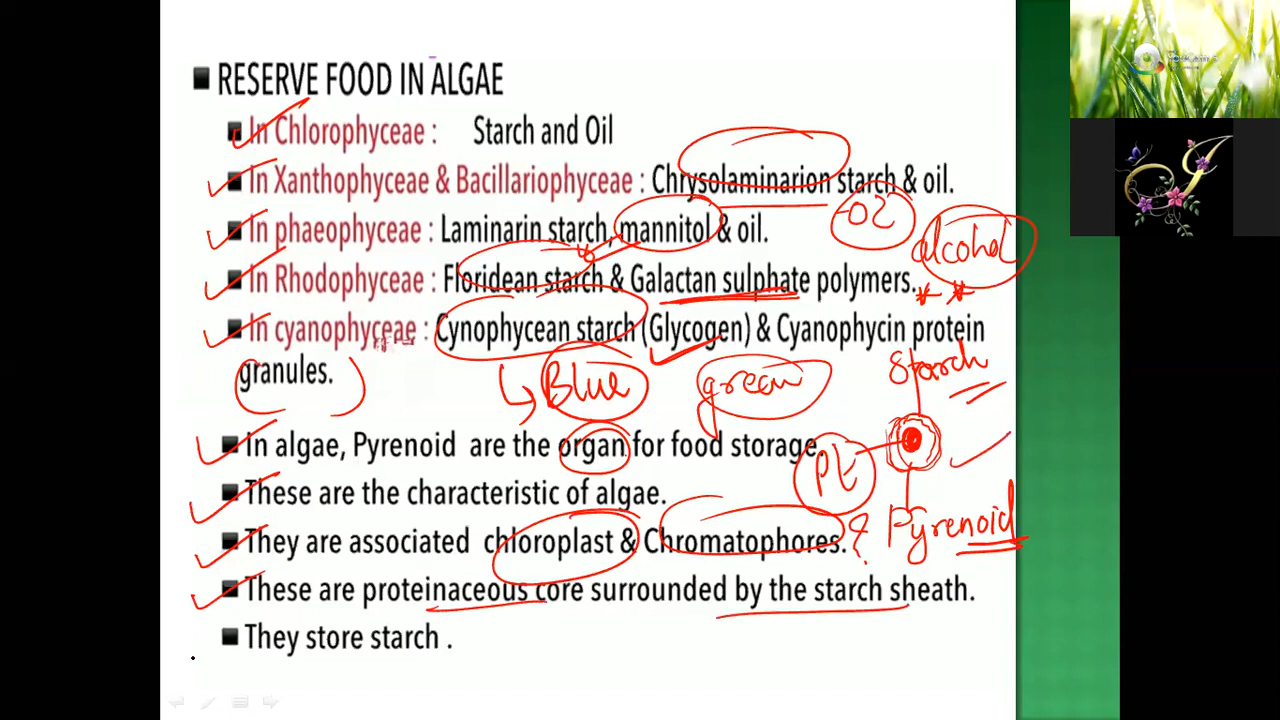 RESERVE FOOD IN ALGAE
In Chlorophyceae : Starch and Oil
In Xanthophyceae & Bacillariophyceae : Chrysolaminarion starch & oil.
In phaeophyceae : Laminarin starch, mannitol & oil.
-OL
alcohol
In Rhodophyceae : Floridean starch & Galactan sulphate polymers.
In cyanophyceae : Cynophycean starch (Glycogen) & Cyanophycin protein
granules.
Blue green
Starch
In algae, Pyrenoid are the organ for food storage.
These are the characteristic of algae.
They are associated chloroplast & Chromatophores.
Pyrenoid
These are proteinaceous core surrounded by the starch sheath.
They store starch .